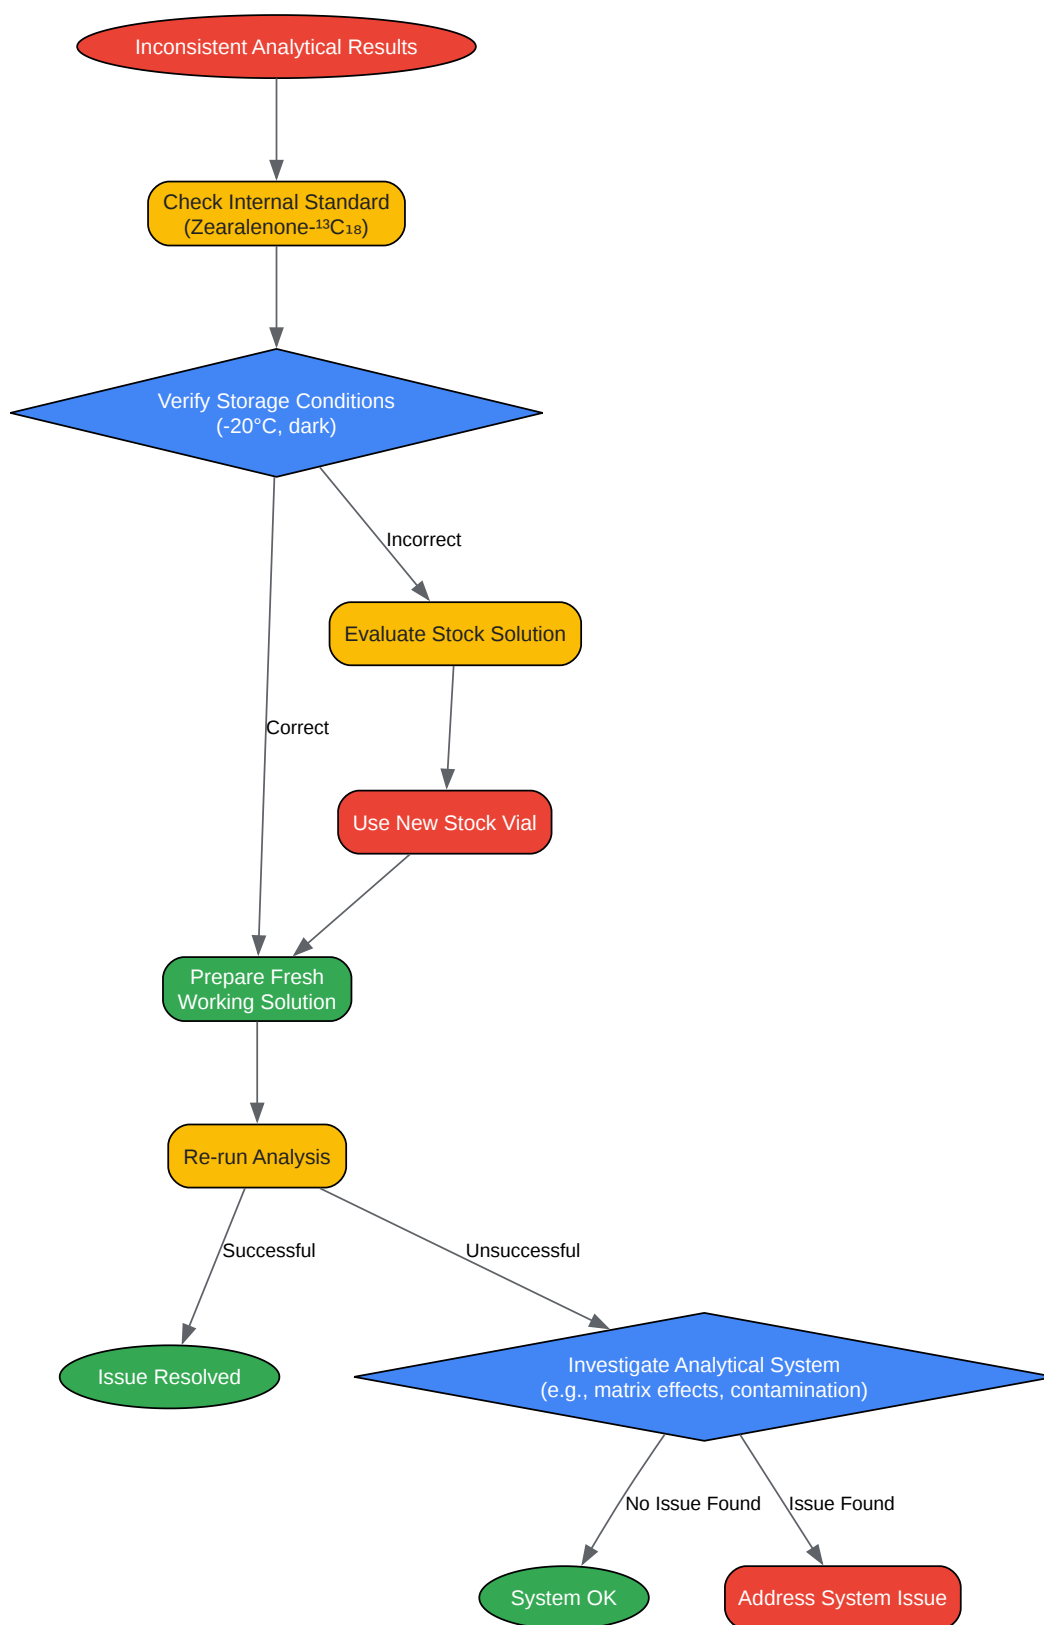 Inconsistent Analytical Results
Check Internal Standard
(Zearalenone-¹³C₁₈)
Verify Storage Conditions
(-20°C, dark)
Incorrect
Evaluate Stock Solution
Correct
Use New Stock Vial
Prepare Fresh
Working Solution
Re-run Analysis
Successful
Unsuccessful
Issue Resolved
Investigate Analytical System
(e.g., matrix effects, contamination)
No Issue Found
Issue Found
System OK
Address System Issue